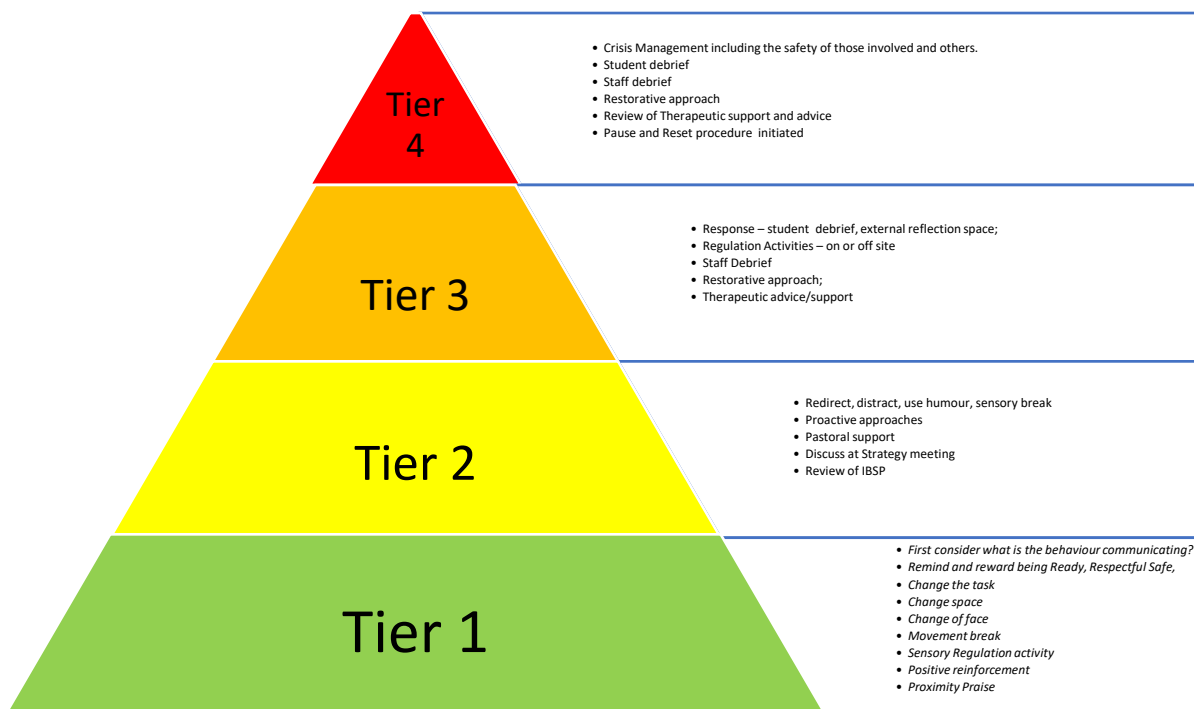 Tier
4
• Crisis Management including the safety of those involved and others.
• Student debrief
• Staff debrief
• Restorative approach
• Review of Therapeutic support and advice
• Pause and Reset procedure initiated
Tier 3
• Response – student debrief, external reflection space;
• Regulation Activities – on or off site
• Staff Debrief
• Restorative approach;
• Therapeutic advice/support
Tier 2
• Redirect, distract, use humour, sensory break
• Proactive approaches
• Pastoral support
• Discuss at Strategy meeting
• Review of IBSP
Tier 1
• First consider what is the behaviour communicating?
• Remind and reward being Ready, Respectful Safe,
• Change the task
• Change space
• Change of face
• Movement break
• Sensory Regulation activity
• Positive reinforcement
• Proximity Praise